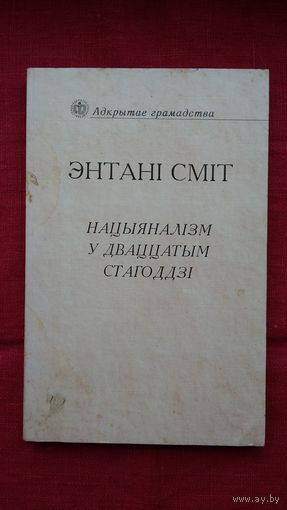 Адкрытае грамадства
ЭНТАНІ СМІТ
НАЦЫЯНАЛІЗМ
У ДВАЦЦАТЫМ
СТАГОДДЗІ
www.ay.by